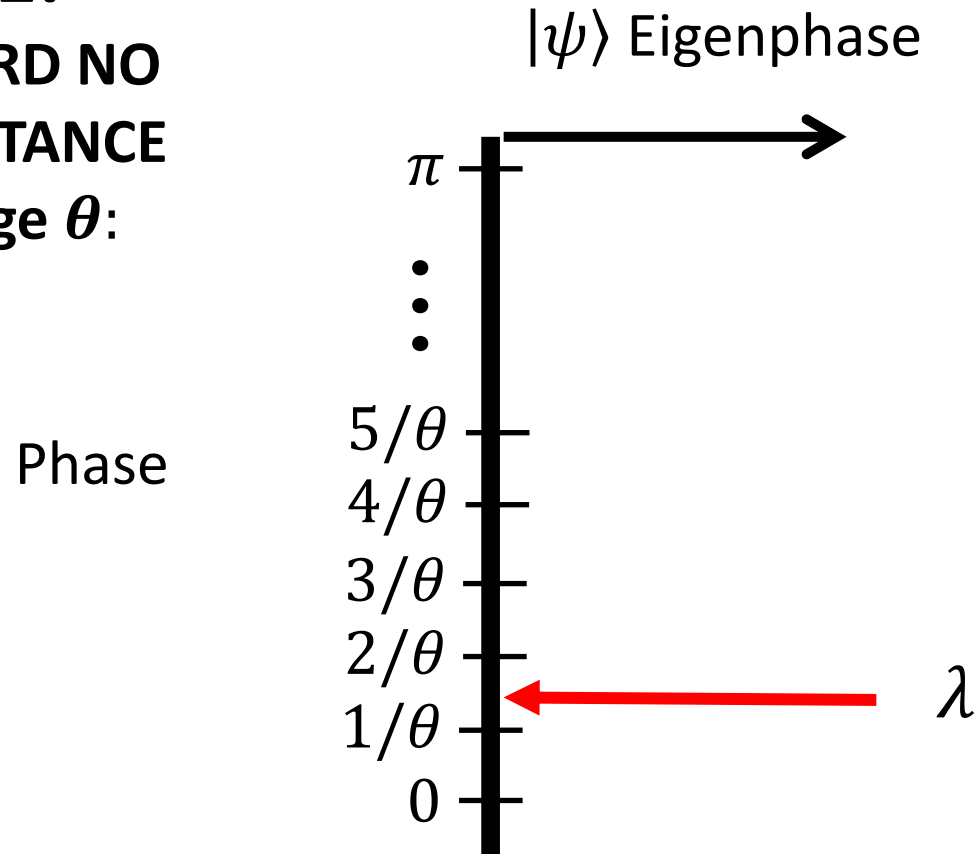 RD NO
TANCE
ge θ:
|ψ⟩ Eigenphase
π
5/θ
Phase
4/θ
3/θ
2/θ
λ
1/θ
0